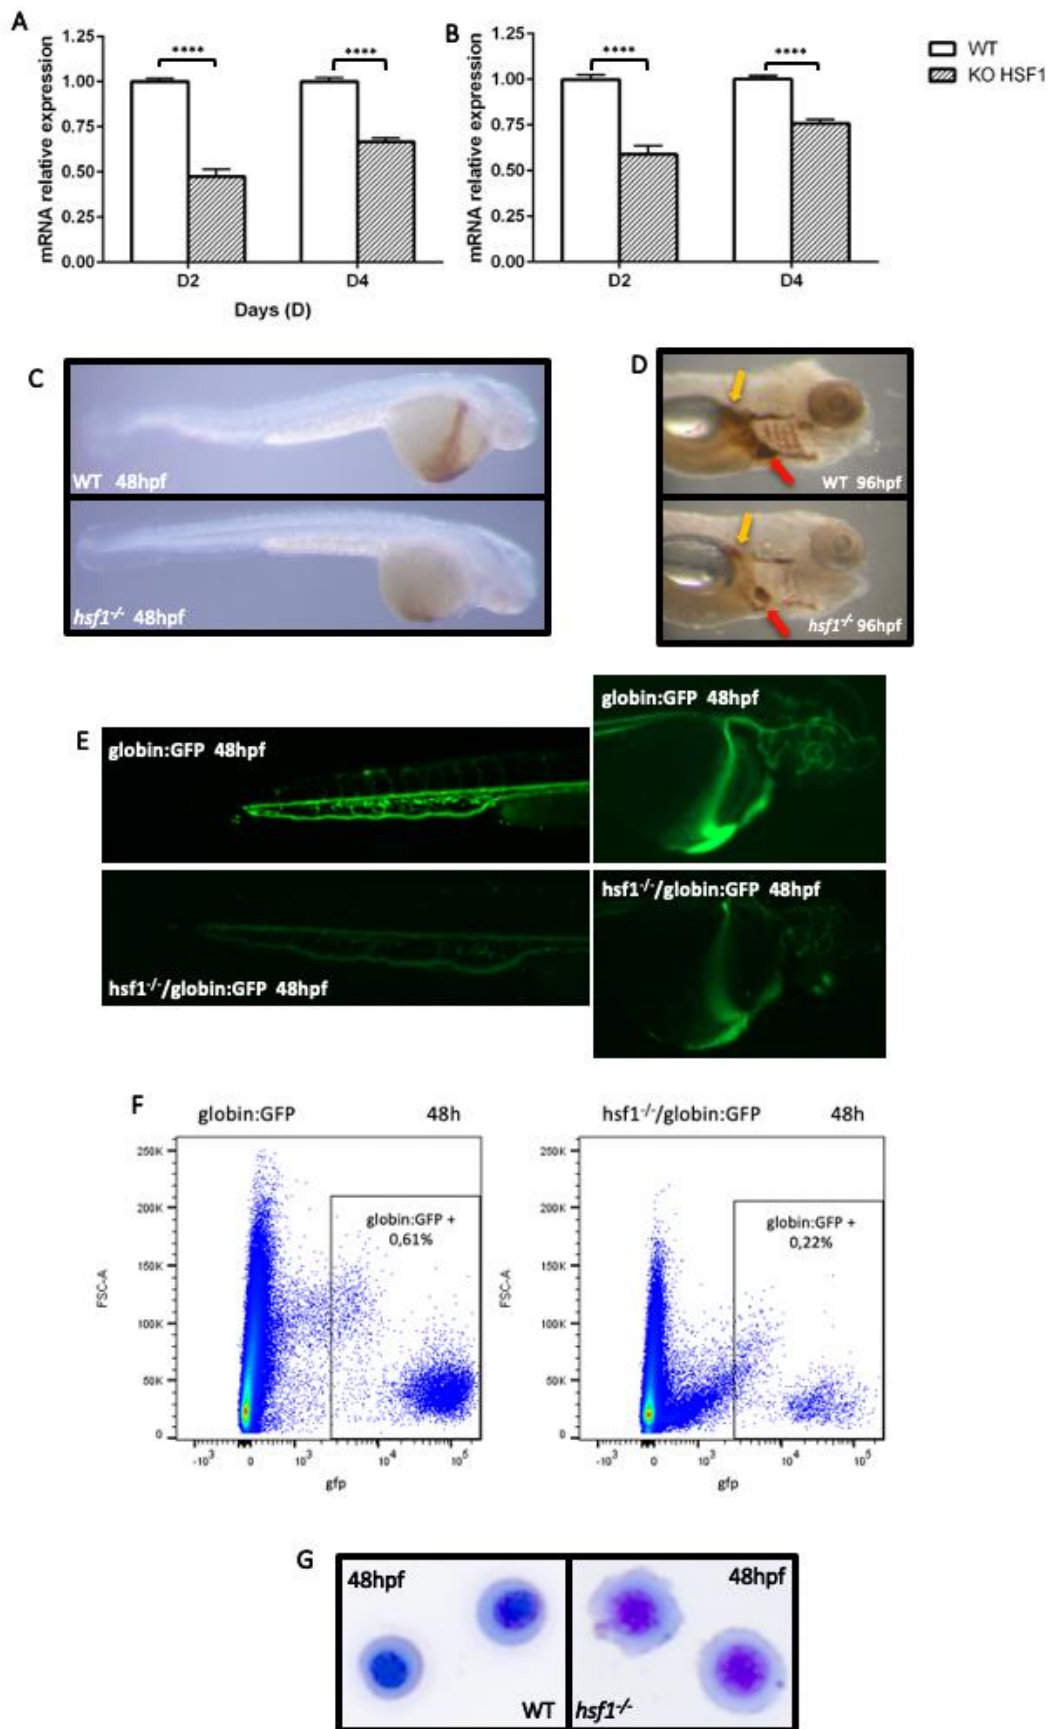 A
mRNA relative expression
1.25
1.00
0.75
0.50
0.25
0.00
****
****
D2
D4
Days (D)
B
mRNA relative expression
1.25
1.00
0.75
0.50
0.25
0.00
****
****
D2
D4
WT
KO HSF1
C
WT 48hpf
hsf1-/- 48hpf
D
WT 96hpf
hsf1-/- 96hpf
E
globin:GFP 48hpf
globin:GFP 48hpf
hsf1-/-/globin:GFP 48hpf
hsf1-/-/globin:GFP 48hpf
F
globin:GFP 48h
250K
200K
150K
100K
50K
0
FSC-A
globin:GFP +
0,61%
-10³ 0 10³ 10⁴ 10⁵
gfp
hsf1-/-/globin:GFP 48h
250K
200K
150K
100K
50K
0
FSC-A
globin:GFP +
0,22%
-10³ 0 10³ 10⁴ 10⁵
gfp
G
48hpf
WT
48hpf
hsf1-/-